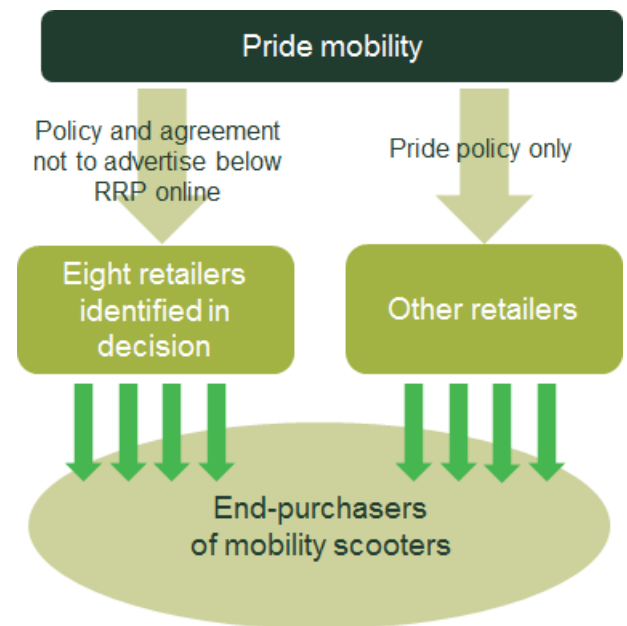 Pride mobility
Policy and agreement
not to advertise below
RRP online
Pride policy only
Eight retailers
identified in
decision
Other retailers
End-purchasers
of mobility scooters